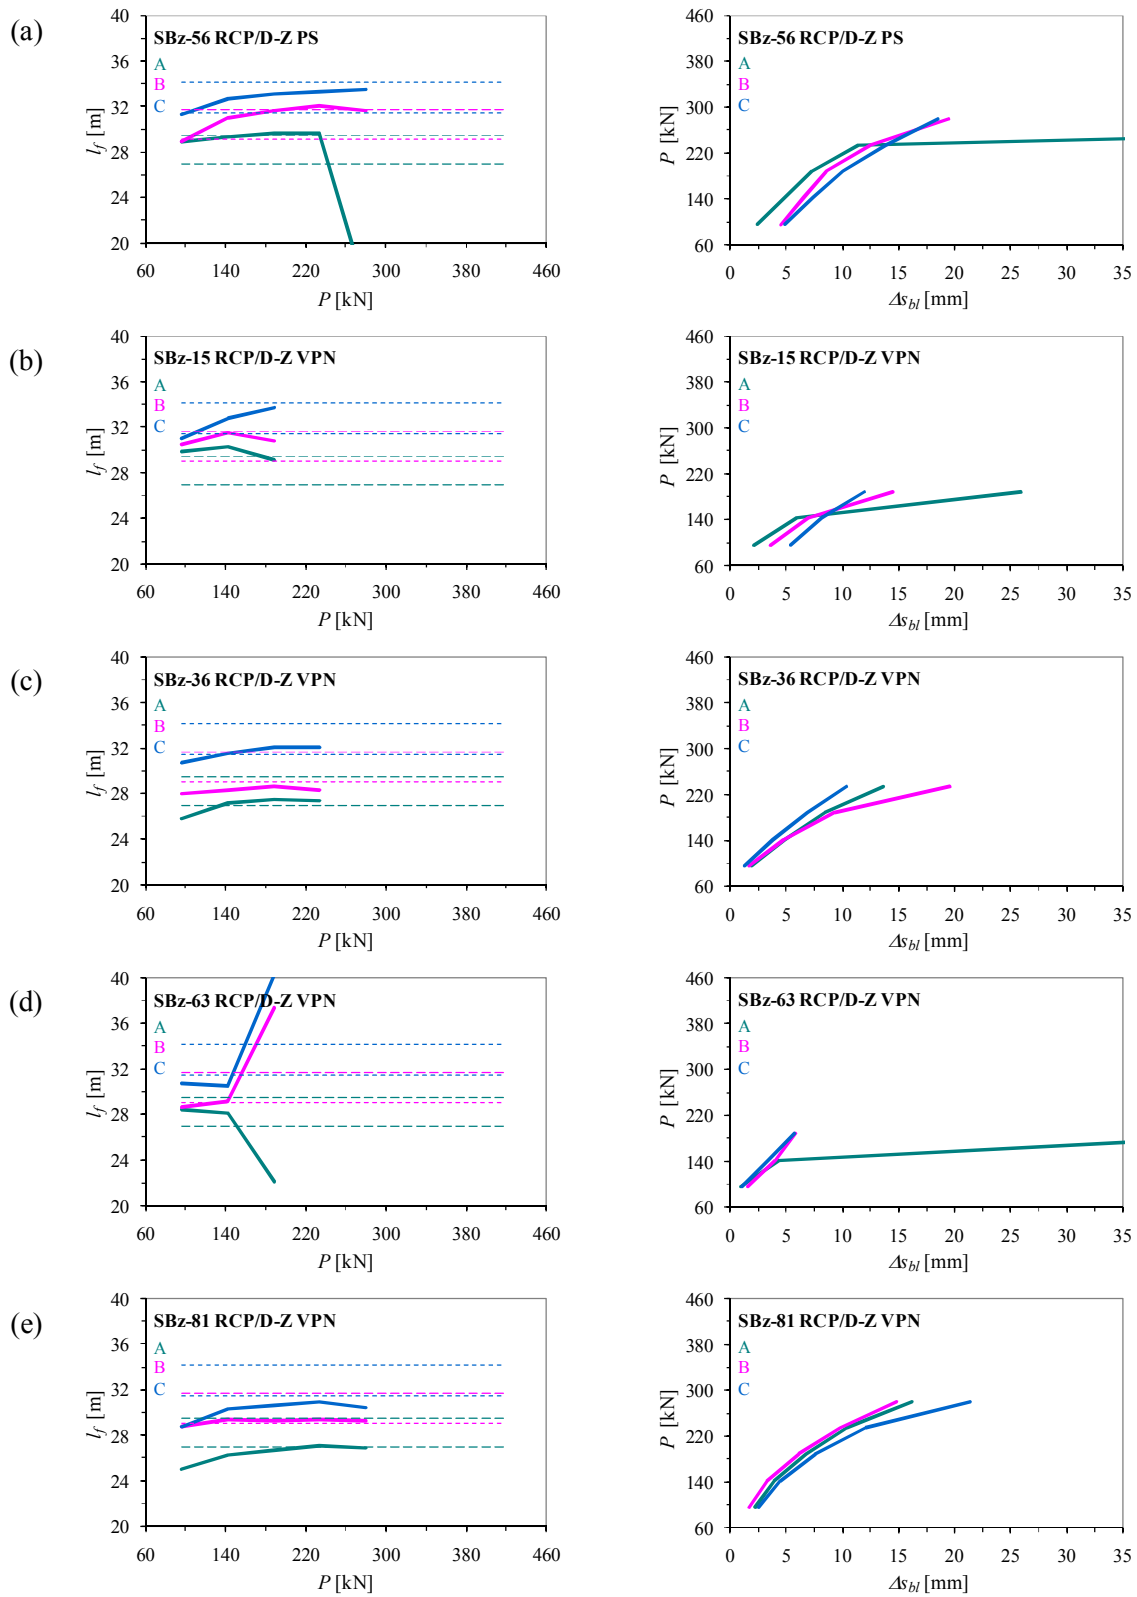 (a)
SBz-56 RCP/D-Z PS
A
B
C
40
36
32
28
24
20
l_f [m]
60 140 220 300 380 460
P [kN]
SBz-56 RCP/D-Z PS
A
B
C
460
380
300
220
140
60
P [kN]
0 5 10 15 20 25 30 35
Δs_bl [mm]
(b)
SBz-15 RCP/D-Z VPN
A
B
C
40
36
32
28
24
20
l_f [m]
60 140 220 300 380 460
P [kN]
SBz-15 RCP/D-Z VPN
A
B
C
460
380
300
220
140
60
P [kN]
0 5 10 15 20 25 30 35
Δs_bl [mm]
(c)
SBz-36 RCP/D-Z VPN
A
B
C
40
36
32
28
24
20
l_f [m]
60 140 220 300 380 460
P [kN]
SBz-36 RCP/D-Z VPN
A
B
C
460
380
300
220
140
60
P [kN]
0 5 10 15 20 25 30 35
Δs_bl [mm]
(d)
SBz-63 RCP/D-Z VPN
A
B
C
40
36
32
28
24
20
l_f [m]
60 140 220 300 380 460
P [kN]
SBz-63 RCP/D-Z VPN
A
B
C
460
380
300
220
140
60
P [kN]
0 5 10 15 20 25 30 35
Δs_bl [mm]
(e)
SBz-81 RCP/D-Z VPN
A
B
C
40
36
32
28
24
20
l_f [m]
60 140 220 300 380 460
P [kN]
SBz-81 RCP/D-Z VPN
A
B
C
460
380
300
220
140
60
P [kN]
0 5 10 15 20 25 30 35
Δs_bl [mm]